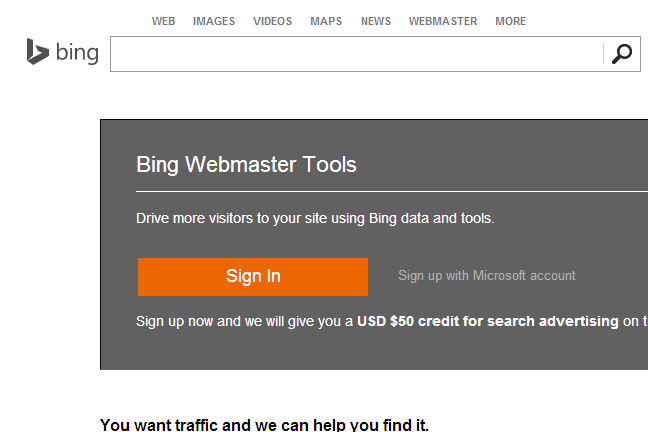 WEB IMAGES VIDEOS MAPS NEWS WEBMASTER MORE
bing
Bing Webmaster Tools
Drive more visitors to your site using Bing data and tools.
Sign In Sign up with Microsoft account
Sign up now and we will give you a USD $50 credit for search advertising on t
You want traffic and we can help you find it.